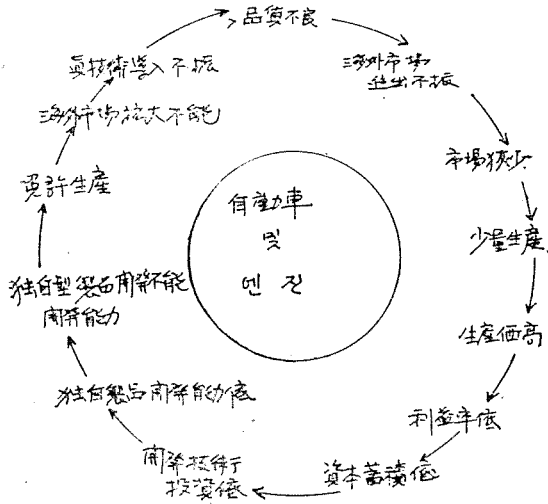 品質不良
海外市場
進出不振
市場狹小
少量生産
生産価高
利益率低
資本蓄積低
開発技術
投資低
独自製品開発能力低
独自型製品開発不能
開発能力
免許生産
海外市場拡大不能
技術導入不振
自動車
및
엔진